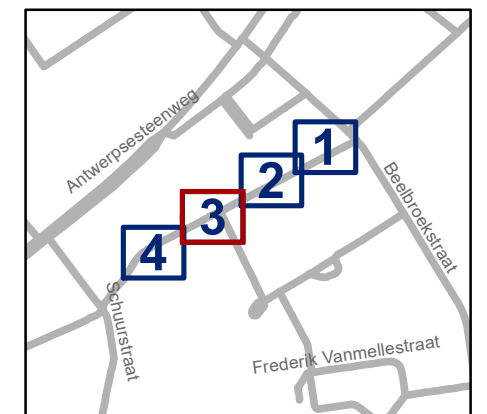 Antwerpsesteenweg
1
2
3
4
Beelbroekstraat
Schuurstraat
Frederik Vanmellestraat